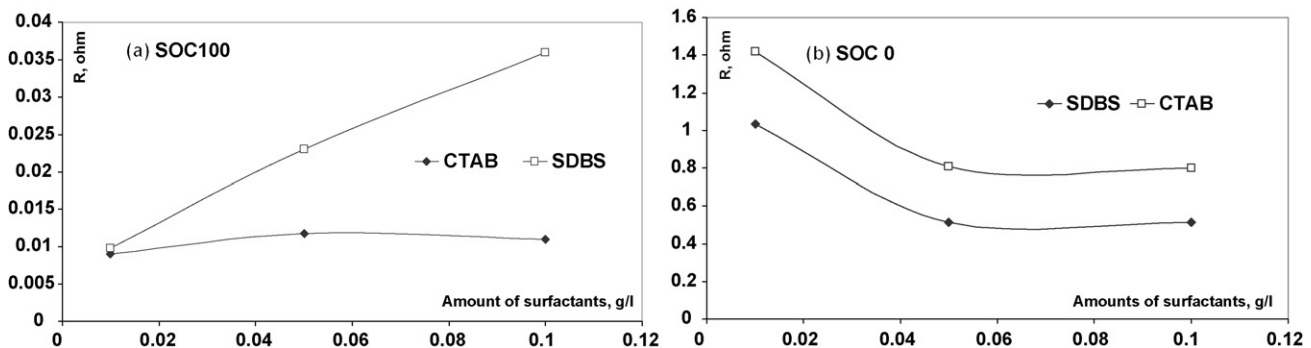 (a) SOC100
R, ohm
0.04
0.035
0.03
0.025
0.02
0.015
0.01
0.005
0
CTAB SDBS
Amount of surfactants, g/l
0 0.02 0.04 0.06 0.08 0.1 0.12
(b) SOC 0
R, ohm
1.6
1.4
1.2
1
0.8
0.6
0.4
0.2
0
SDBS CTAB
Amounts of surfactant, g/l
0 0.02 0.04 0.06 0.08 0.1 0.12